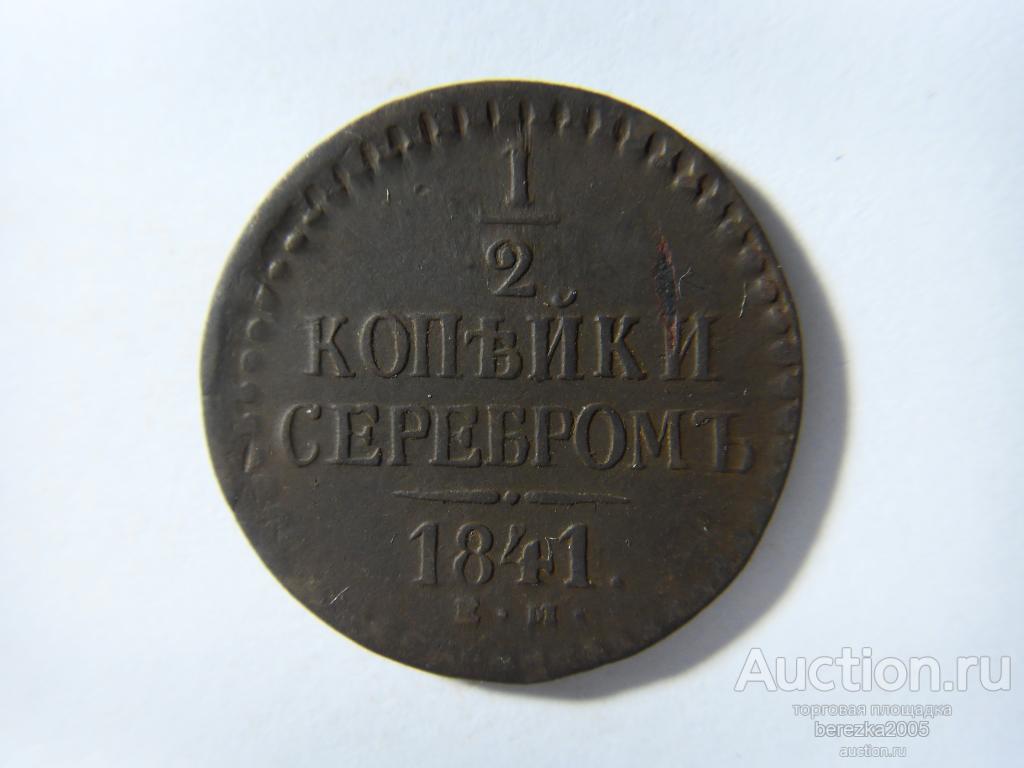 1
2
КОПѢЙКИ
СЕРЕБРОМЪ
1841.
Е. М.
Auction.ru
торговая площадка
berezka2005
auction.ru